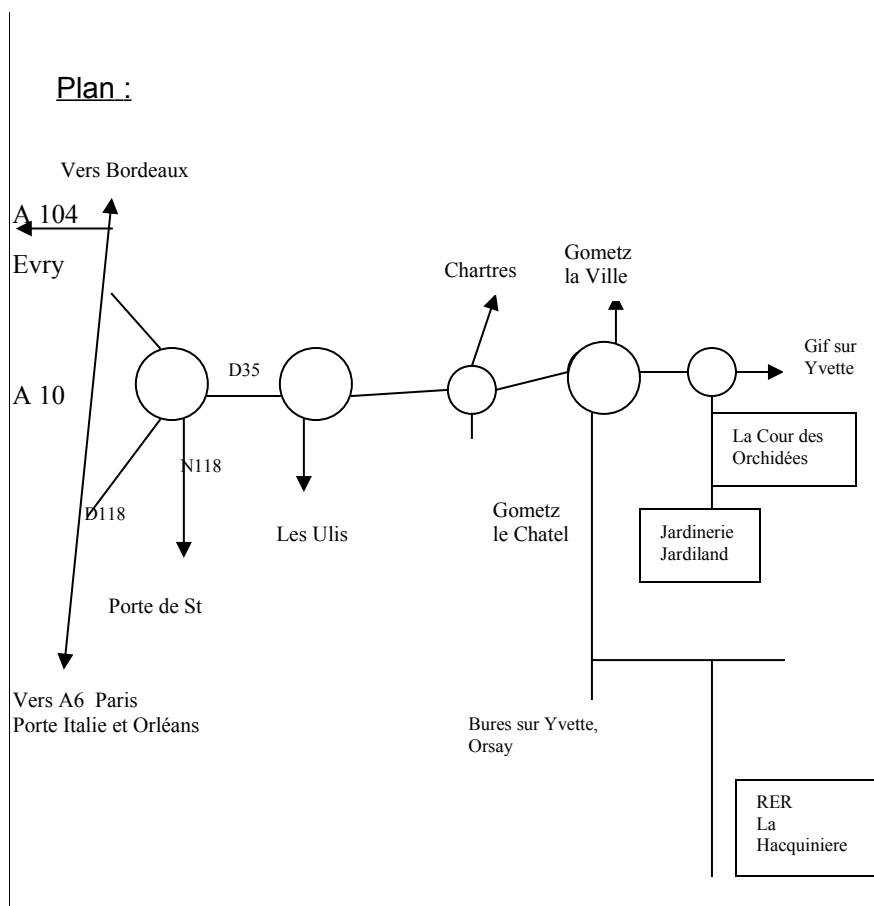 Plan :
Vers Bordeaux
A 104
Evry
Chartres
Gometz
la Ville
D35
Gif sur
Yvette
A 10
La Cour des
Orchidées
N118
D118
Les Ulis
Gometz
le Chatel
Jardinerie
Jardiland
Porte de St
Vers A6  Paris
Porte Italie et Orléans
Bures sur Yvette,
Orsay
RER
La
Hacquiniere